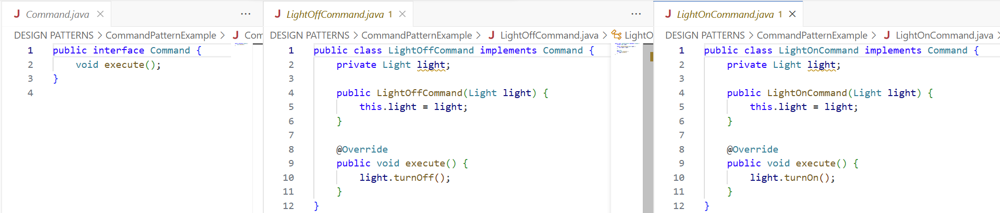 J Command.java × ...
DESIGN PATTERNS > CommandPatternExample > J Com
1 public interface Command {
2     void execute();
3 }
4
J LightOffCommand.java 1 × ...
DESIGN PATTERNS > CommandPatternExample > J LightOffCommand.java > LightO
1 public class LightOffCommand implements Command {
2     private Light light;
3
4     public LightOffCommand(Light light) {
5         this.light = light;
6     }
7
8     @Override
9     public void execute() {
10         light.turnOff();
11     }
12 }
J LightOnCommand.java 1 ×
DESIGN PATTERNS > CommandPatternExample > J LightOnCommand.java >
1 public class LightOnCommand implements Command {
2     private Light light;
3
4     public LightOnCommand(Light light) {
5         this.light = light;
6     }
7
8     @Override
9     public void execute() {
10         light.turnOn();
11     }
12 }